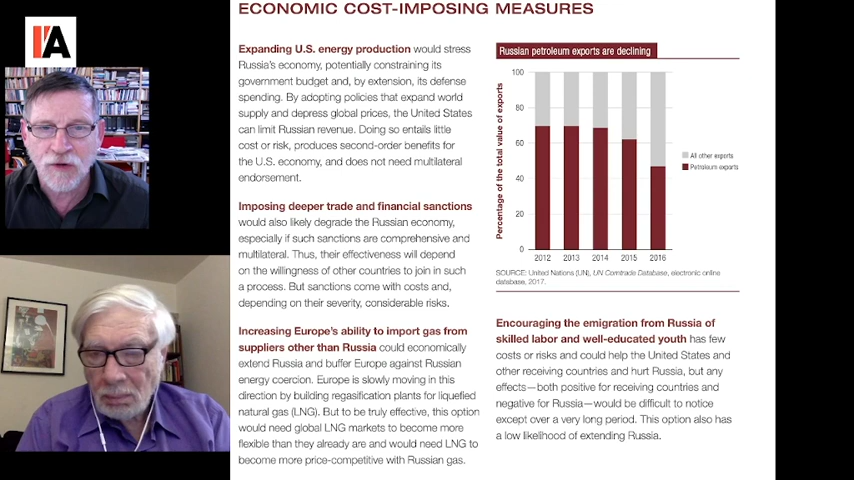 IA
ECONOMIC COST-IMPOSING MEASURES
Expanding U.S. energy production would stress
Russia's economy, potentially constraining its
government budget and, by extension, its defense
spending. By adopting policies that expand world
supply and depress global prices, the United States
can limit Russian revenue. Doing so entails little
cost or risk, produces second-order benefits for
the U.S. economy, and does not need multilateral
endorsement.
Imposing deeper trade and financial sanctions
would also likely degrade the Russian economy,
especially if such sanctions are comprehensive and
multilateral. Thus, their effectiveness will depend
on the willingness of other countries to join in such
a process. But sanctions come with costs and,
depending on their severity, considerable risks.
Increasing Europe's ability to import gas from
suppliers other than Russia could economically
extend Russia and buffer Europe against Russian
energy coercion. Europe is slowly moving in this
direction by building regasification plants for liquefied
natural gas (LNG). But to be truly effective, this option
would need global LNG markets to become more
flexible than they already are and would need LNG to
become more price-competitive with Russian gas.
Russian petroleum exports are declining
Percentage of the total value of exports
100
80
60
40
20
0
2012 2013 2014 2015 2016
All other exports
Petroleum exports
SOURCE: United Nations (UN), UN Comtrade Database, electronic online
database, 2017.
Encouraging the emigration from Russia of
skilled labor and well-educated youth has few
costs or risks and could help the United States and
other receiving countries and hurt Russia, but any
effects—both positive for receiving countries and
negative for Russia—would be difficult to notice
except over a very long period. This option also has
a low likelihood of extending Russia.